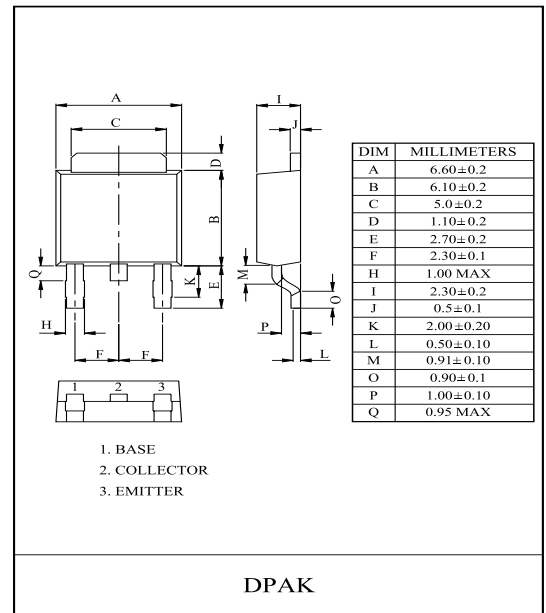 A
C
I
J
D
B
Q
K
E
M
O
H
P
F F
L
1 2 3
1. BASE
2. COLLECTOR
3. EMITTER
DIM MILLIMETERS
A 6.60±0.2
B 6.10±0.2
C 5.0±0.2
D 1.10±0.2
E 2.70±0.2
F 2.30±0.1
H 1.00 MAX
I 2.30±0.2
J 0.5±0.1
K 2.00±0.20
L 0.50±0.10
M 0.91±0.10
O 0.90±0.1
P 1.00±0.10
Q 0.95 MAX
DPAK